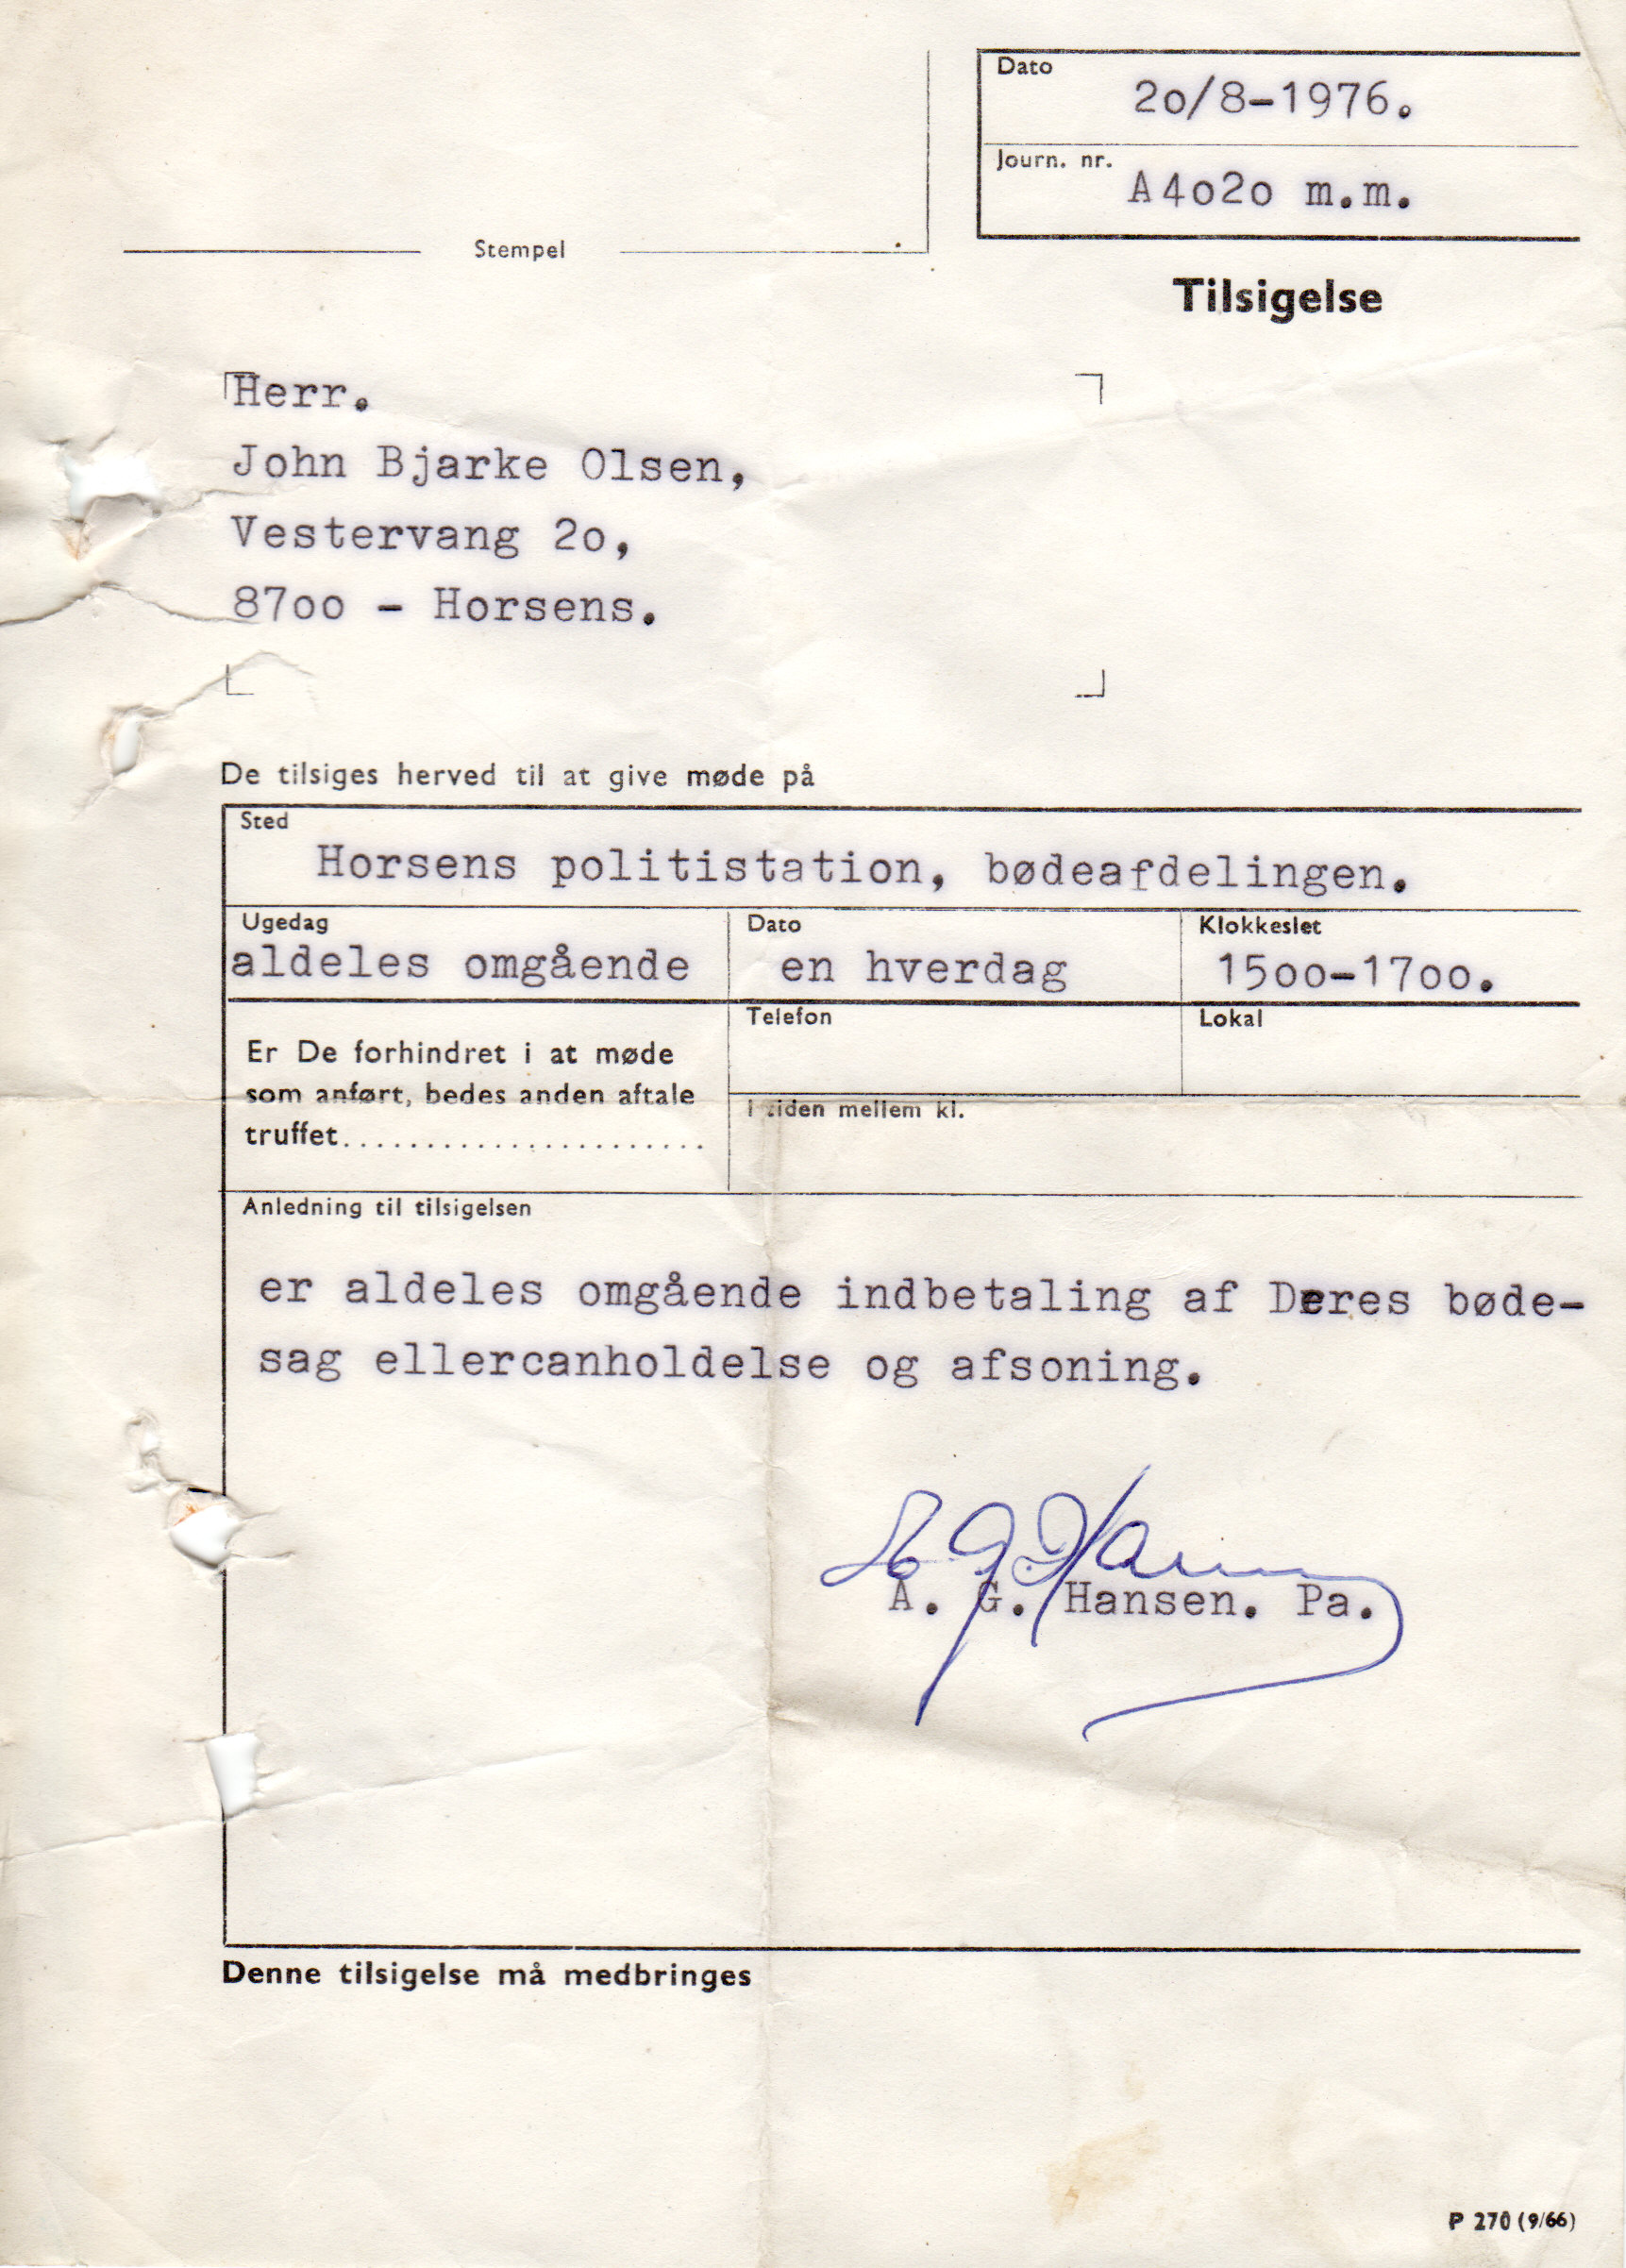 Dato
2o/8-1976.
Journ. nr.
A4o2o m.m.
Stempel
Tilsigelse
Herr.
John Bjarke Olsen,
Vestervang 2o,
87oo - Horsens.
De tilsiges herved til at give møde på
Sted
Horsens politistation, bødeafdelingen.
Ugedag Dato Klokkeslet
aldeles omgående en hverdag 15oo-17oo.
Telefon Lokal
Er De forhindret i at møde
som anført, bedes anden aftale
I tiden mellem kl.
truffet......................
Anledning til tilsigelsen
er aldeles omgående indbetaling af Deres bøde-
sag ellercanholdelse og afsoning.
A. G. Hansen
A. G. Hansen. Pa.
Denne tilsigelse må medbringes
P 270 (9/66)